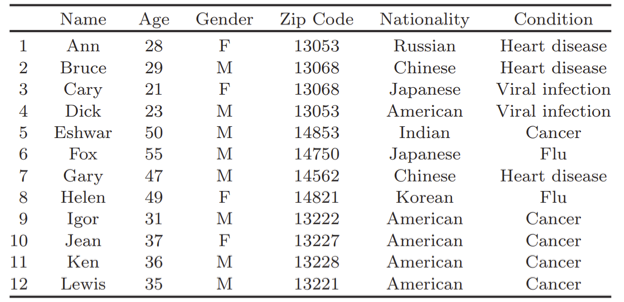 Name Age Gender Zip Code Nationality Condition
1 Ann 28 F 13053 Russian Heart disease
2 Bruce 29 M 13068 Chinese Heart disease
3 Cary 21 F 13068 Japanese Viral infection
4 Dick 23 M 13053 American Viral infection
5 Eshwar 50 M 14853 Indian Cancer
6 Fox 55 M 14750 Japanese Flu
7 Gary 47 M 14562 Chinese Heart disease
8 Helen 49 F 14821 Korean Flu
9 Igor 31 M 13222 American Cancer
10 Jean 37 F 13227 American Cancer
11 Ken 36 M 13228 American Cancer
12 Lewis 35 M 13221 American Cancer